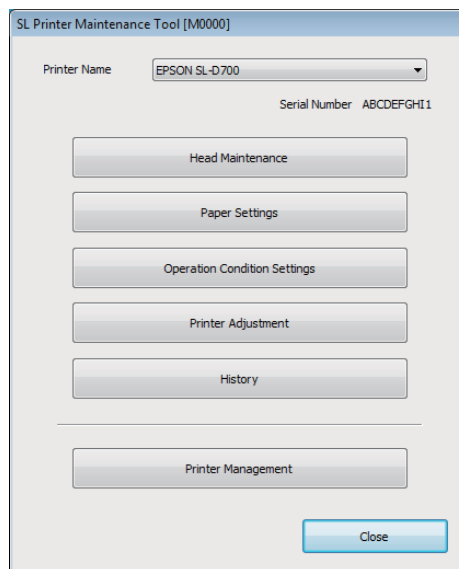 SL Printer Maintenance Tool [M0000]
Printer Name EPSON SL-D700
Serial Number ABCDEFGHI1
Head Maintenance
Paper Settings
Operation Condition Settings
Printer Adjustment
History
Printer Management
Close